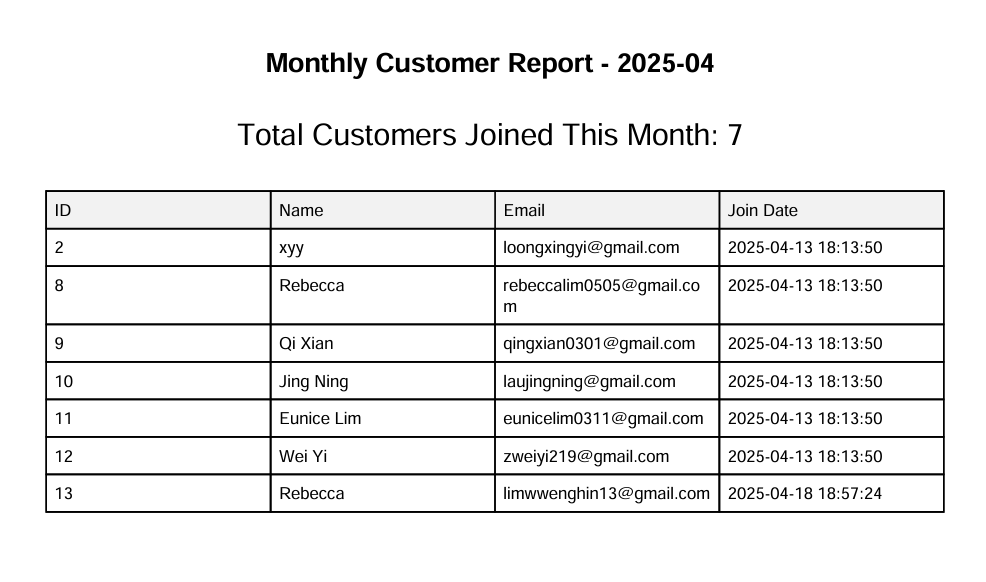 Monthly Customer Report - 2025-04
Total Customers Joined This Month: 7
ID Name Email Join Date
2 xyy loongxingyi@gmail.com 2025-04-13 18:13:50
8 Rebecca rebeccalim0505@gmail.co 2025-04-13 18:13:50
m
9 Qi Xian qingxian0301@gmail.com 2025-04-13 18:13:50
10 Jing Ning laujingning@gmail.com 2025-04-13 18:13:50
11 Eunice Lim eunicelim0311@gmail.com 2025-04-13 18:13:50
12 Wei Yi zweiyi219@gmail.com 2025-04-13 18:13:50
13 Rebecca limwwenghin13@gmail.com 2025-04-18 18:57:24